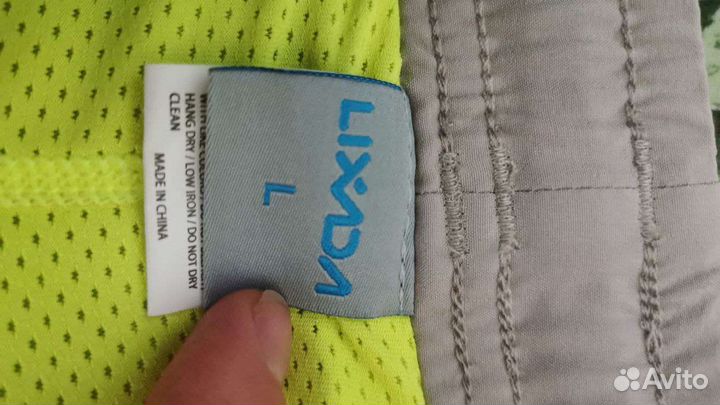 LIXADA
L
HANG DRY / LOW IRON / DO NOT DRY
CLEAN
MADE IN CHINA
Avito